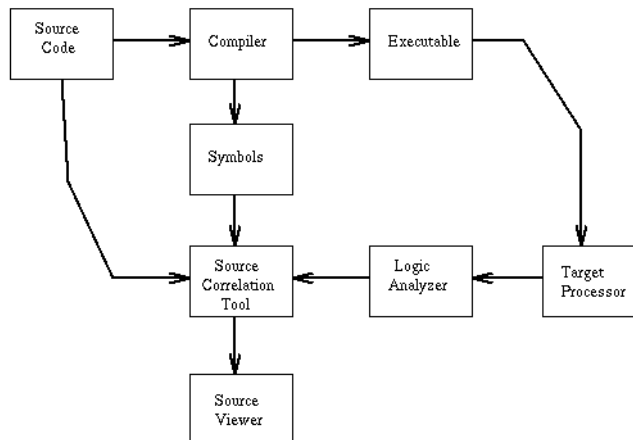 Source
Code
Compiler
Executable
Symbols
Source
Correlation
Tool
Logic
Analyzer
Target
Processor
Source
Viewer